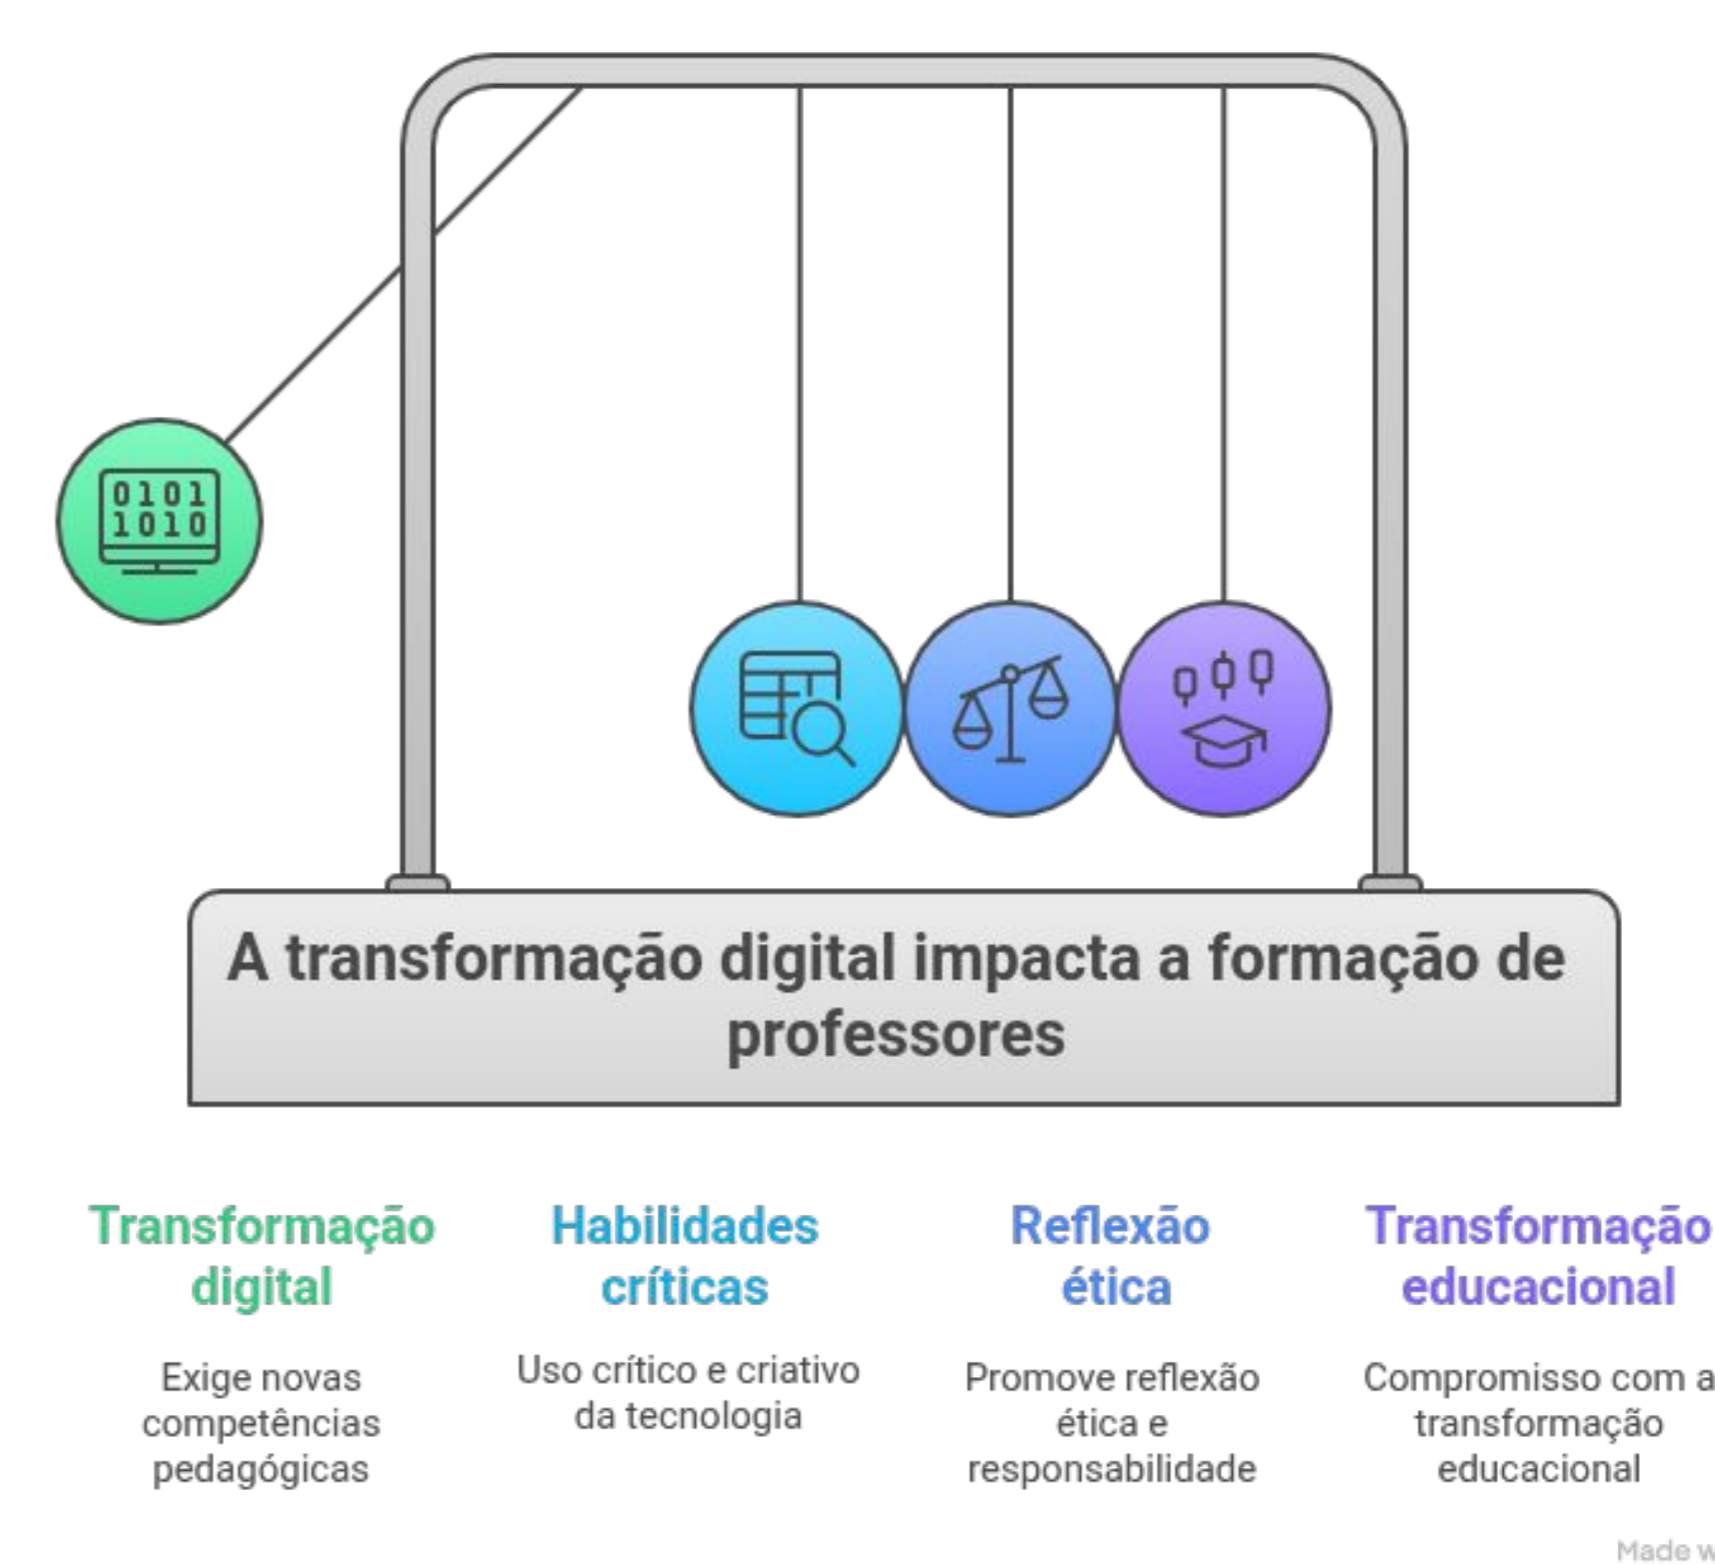 0101
1010
A transformação digital impacta a formação de
professores
Transformação
digital
Exige novas
competências
pedagógicas
Habilidades
críticas
Uso crítico e criativo
da tecnologia
Reflexão
ética
Promove reflexão
ética e
responsabilidade
Transformação
educacional
Compromisso com a
transformação
educacional
Made w